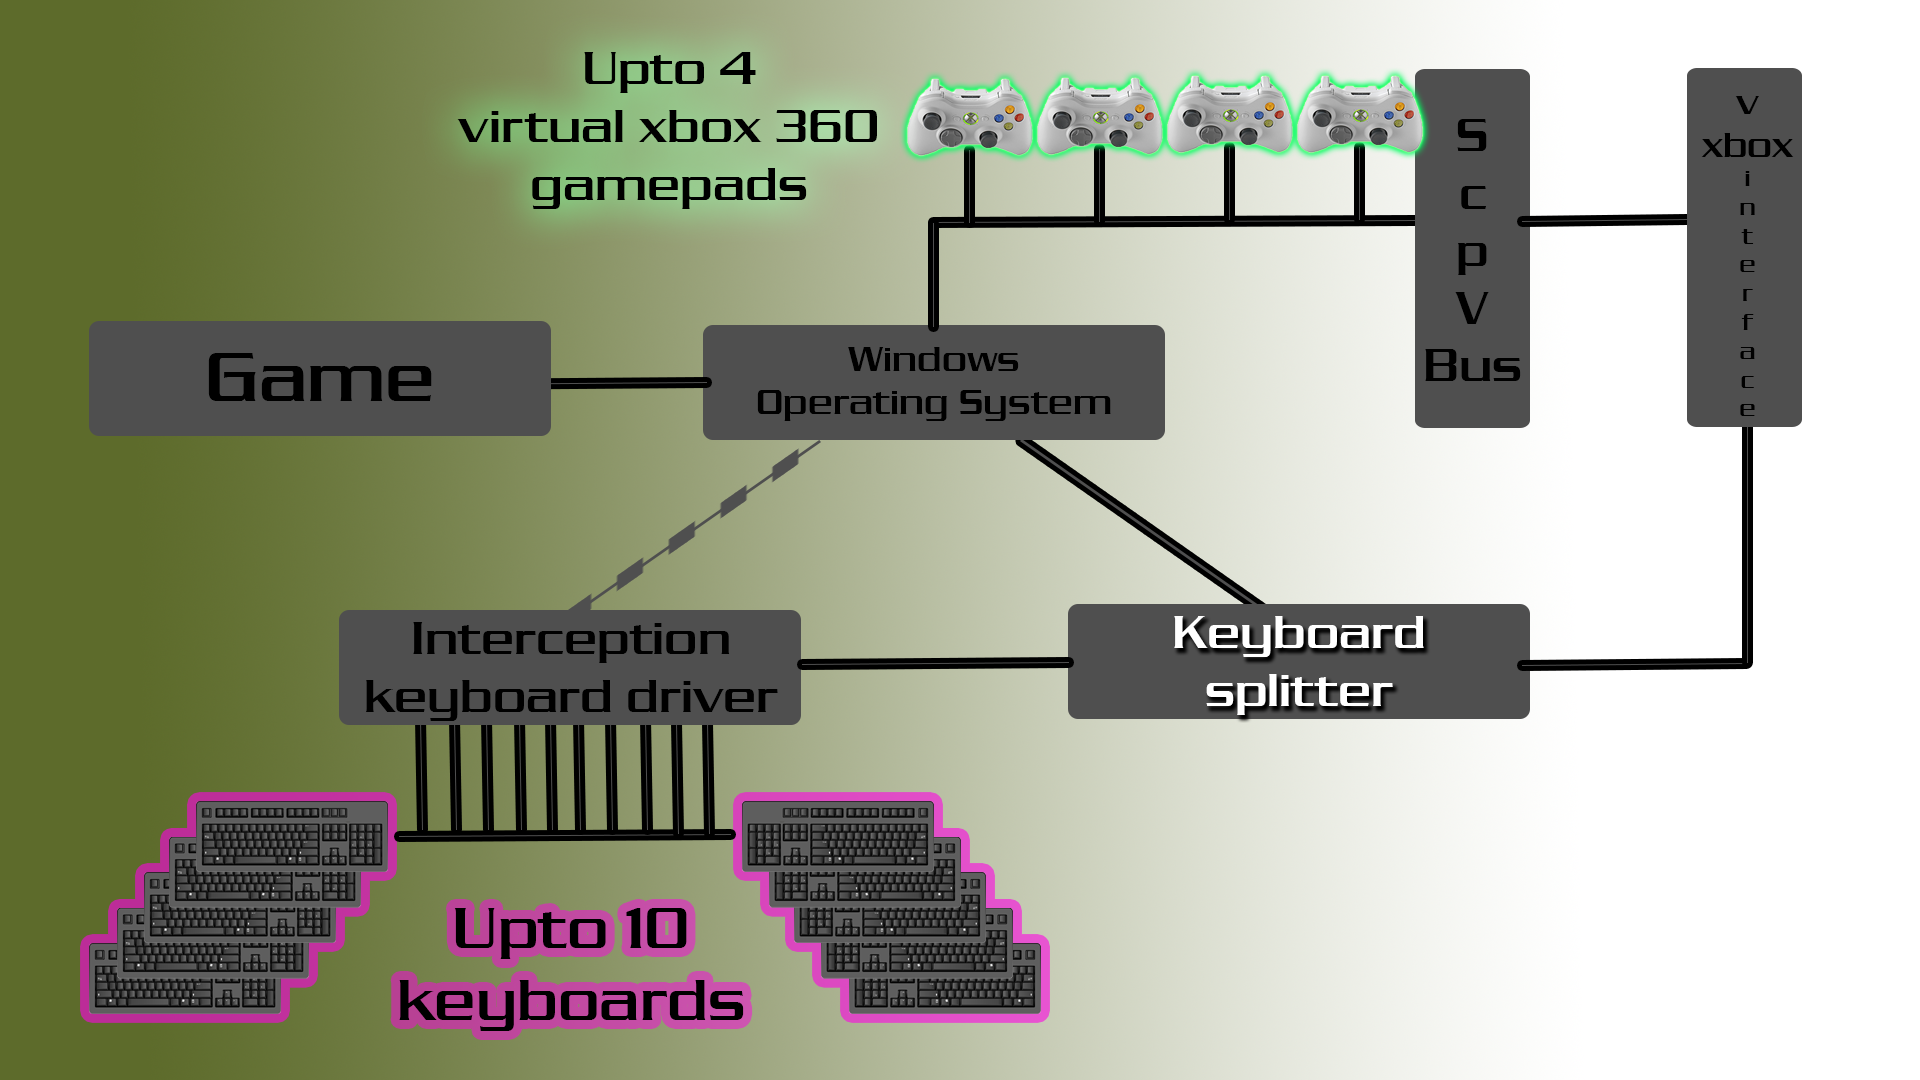 Upto 4
virtual xbox 360
gamepads
S
c
p
V
Bus
v
xbox
i
n
t
e
r
f
a
c
e
Game
Windows
Operating System
Interception
keyboard driver
Keyboard
splitter
Upto 10
keyboards